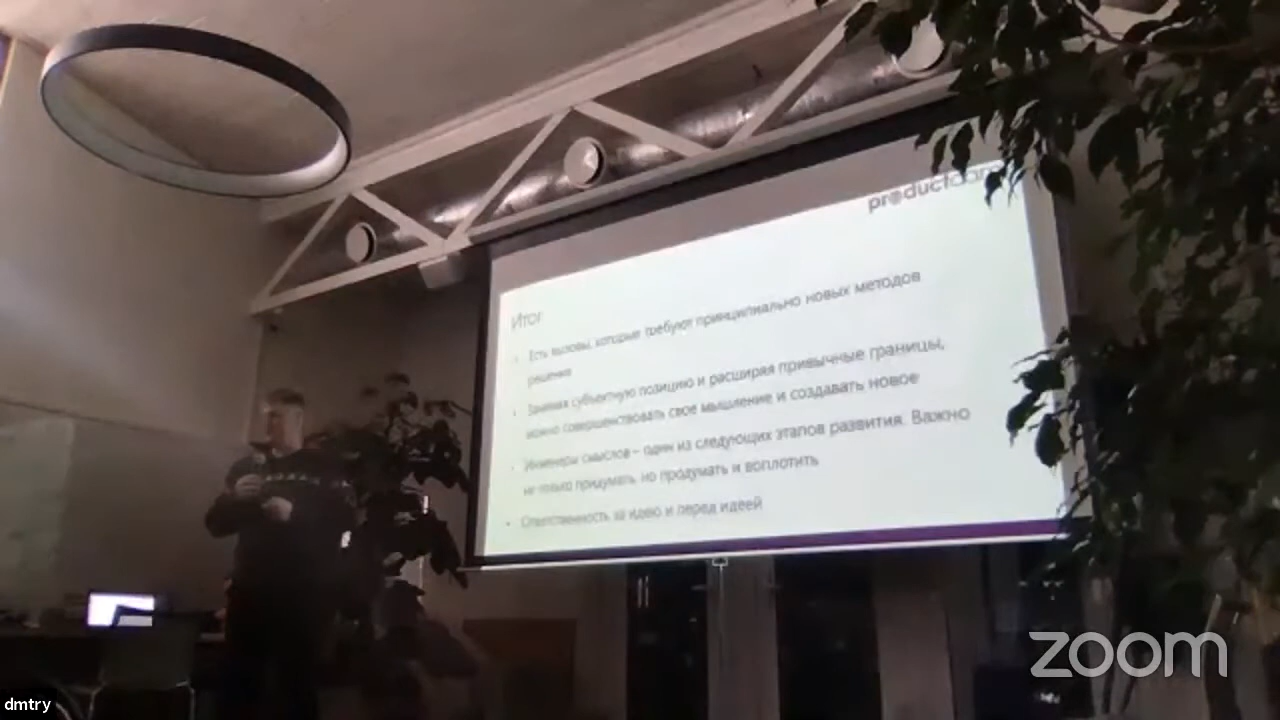 productcamp
Итог
Есть вызовы, которые требуют принципиально новых методов
решения
Занимая субъектную позицию и расширяя привычные границы,
можно совершенствовать свое мышление и создавать новое
Инженеры смыслов – один из следующих этапов развития. Важно
не только придумать, но продумать и воплотить
Ответственность за идею и перед идеей
zoom
dmtry